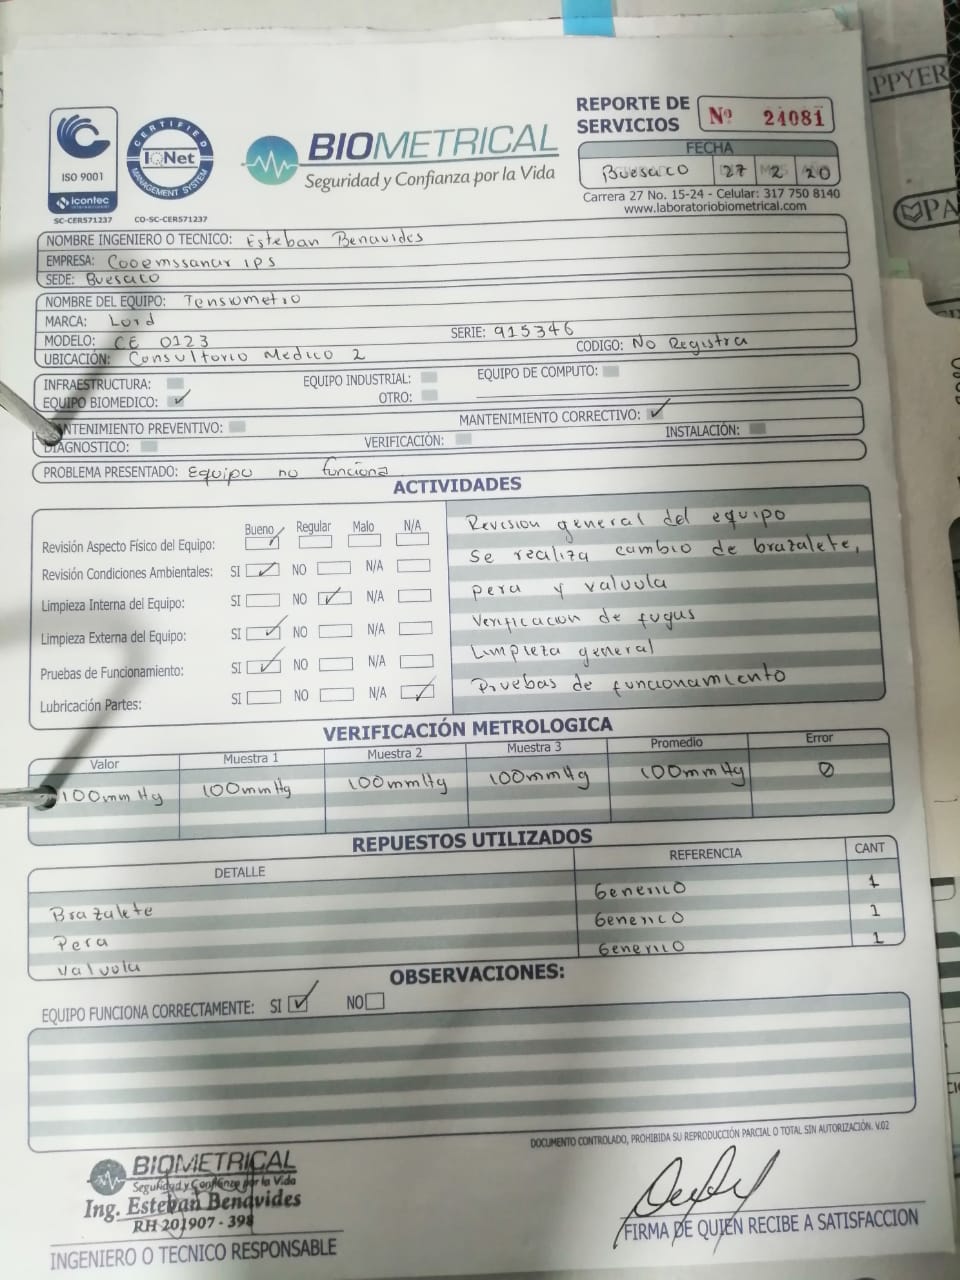 REPORTE DE SERVICIOS
Nº 24081
ISO 9001
icontec
SC-CER571237
CERTIFIED
IQNet
MANAGEMENT SYSTEM
CO-SC-CER571237
BIOMETRICAL
Seguridad y Confianza por la Vida
FECHA
Buesaco 27 2 20
Carrera 27 No. 15-24 - Celular: 317 750 8140
www.laboratoriobiometrical.com
NOMBRE INGENIERO O TECNICO: Esteban Benavides
EMPRESA: Cooemssanar ips
SEDE: Buesaco
NOMBRE DEL EQUIPO: Tensiometro
MARCA: Lord
MODELO: CE 0123 SERIE: 915346
UBICACIÓN: Consultorio Medico 2 CODIGO: No Registra
INFRAESTRUCTURA: EQUIPO INDUSTRIAL: EQUIPO DE COMPUTO:
EQUIPO BIOMEDICO: ✓ OTRO:
MANTENIMIENTO PREVENTIVO: MANTENIMIENTO CORRECTIVO: ✓
DIAGNOSTICO: VERIFICACIÓN: INSTALACIÓN:
PROBLEMA PRESENTADO: Equipo no funciona
ACTIVIDADES
Bueno Regular Malo N/A
Revisión Aspecto Físico del Equipo: ✓
Revisión Condiciones Ambientales: SI ✓ NO N/A
Limpieza Interna del Equipo: SI NO ✓ N/A
Limpieza Externa del Equipo: SI ✓ NO N/A
Pruebas de Funcionamiento: SI ✓ NO N/A
Lubricación Partes: SI NO N/A ✓
Revision general del equipo
Se realiza cambio de brazalete,
pera y valvula
Verificacion de fugas
Limpieza general
Pruebas de funcionamiento
VERIFICACIÓN METROLOGICA
Valor Muestra 1 Muestra 2 Muestra 3 Promedio Error
100mmHg 100mmHg 100mmHg 100mmHg 100mmHg 0
REPUESTOS UTILIZADOS
DETALLE REFERENCIA CANT
Brazalete Generico 1
Pera Generico 1
Valvula Generico 1
OBSERVACIONES:
EQUIPO FUNCIONA CORRECTAMENTE: SI ✓ NO
DOCUMENTO CONTROLADO, PROHIBIDA SU REPRODUCCIÓN PARCIAL O TOTAL SIN AUTORIZACIÓN. V.02
BIOMETRICAL
Seguridad y Confianza por la Vida
Ing. Esteban Benavides
RH 201907 - 398
INGENIERO O TECNICO RESPONSABLE
FIRMA DE QUIEN RECIBE A SATISFACCION